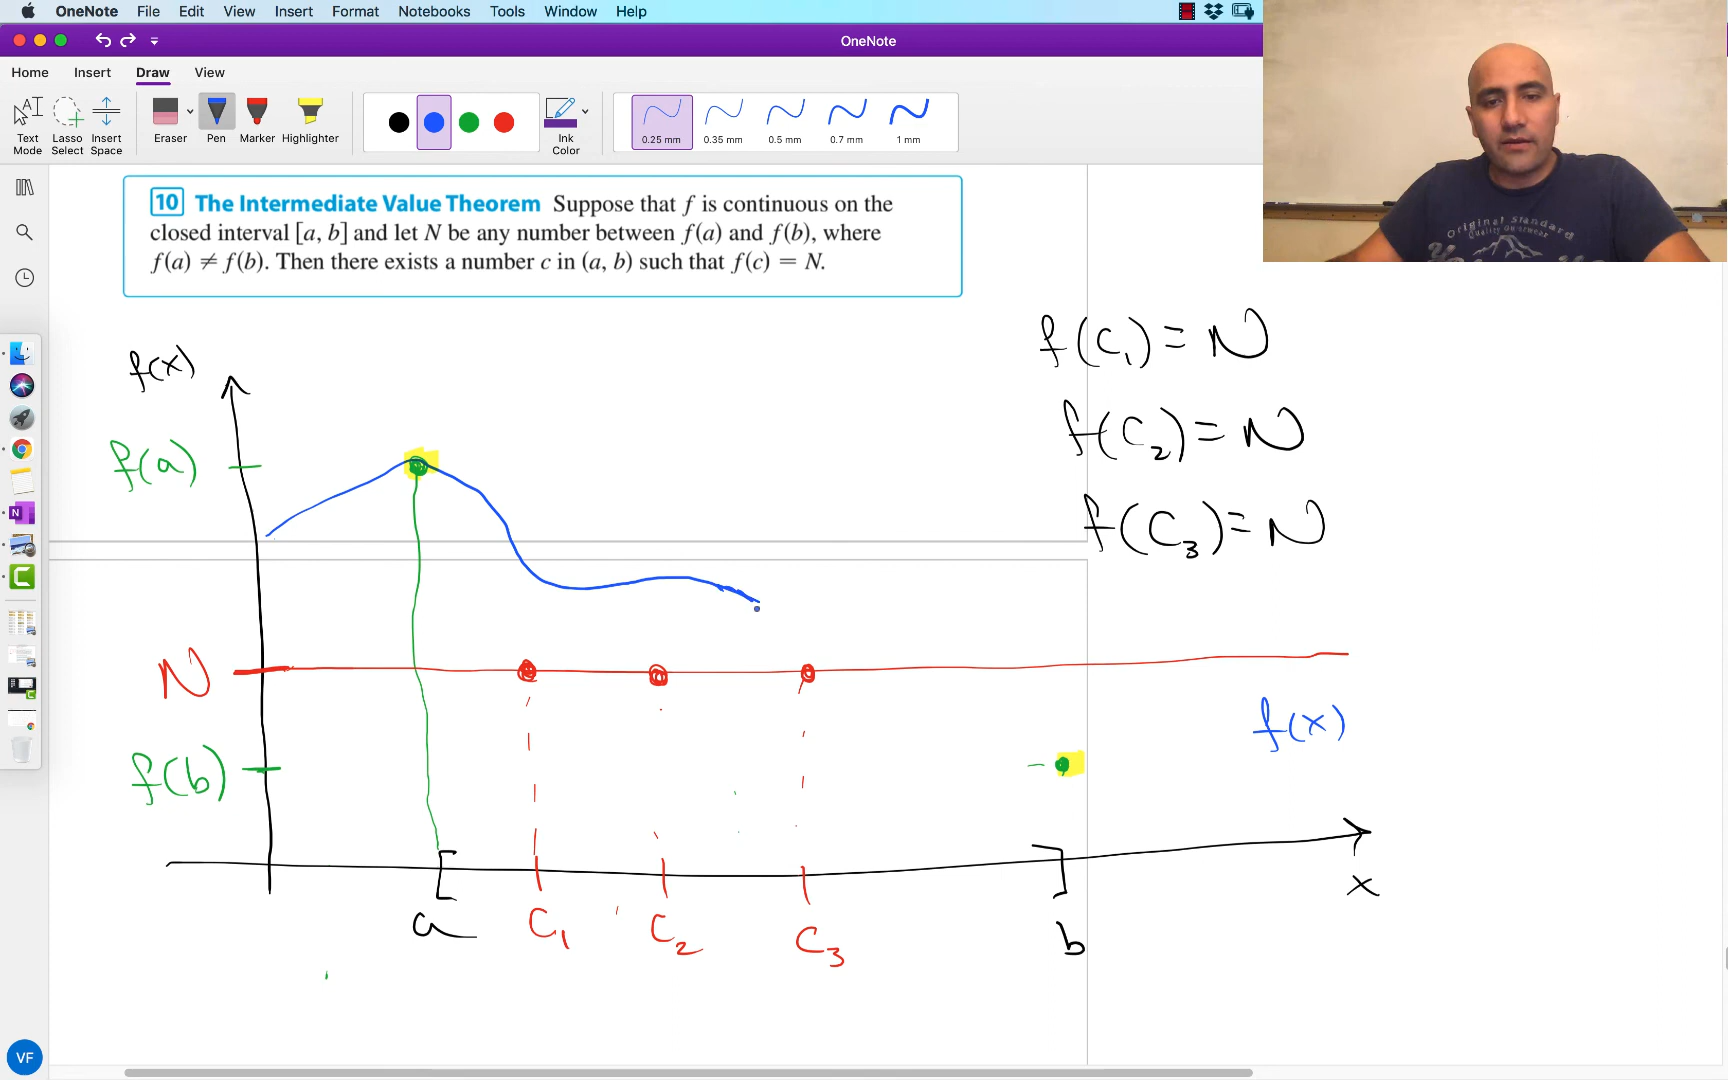 OneNote File Edit View Insert Format Notebooks Tools Window Help
OneNote
Home Insert Draw View
Text Mode
Lasso Select
Insert Space
Eraser
Pen
Marker
Highlighter
Ink Color
0.25 mm
0.35 mm
0.5 mm
0.7 mm
1 mm
10 The Intermediate Value Theorem Suppose that f is continuous on the
closed interval [a, b] and let N be any number between f(a) and f(b), where
f(a) ≠ f(b). Then there exists a number c in (a, b) such that f(c) = N.
Original Standard
f(c₁) = N
f(x)
f(c₂) = N
f(a)
f(c₃) = N
N
f(x)
f(b)
x
a
c₁
c₂
c₃
b
VF